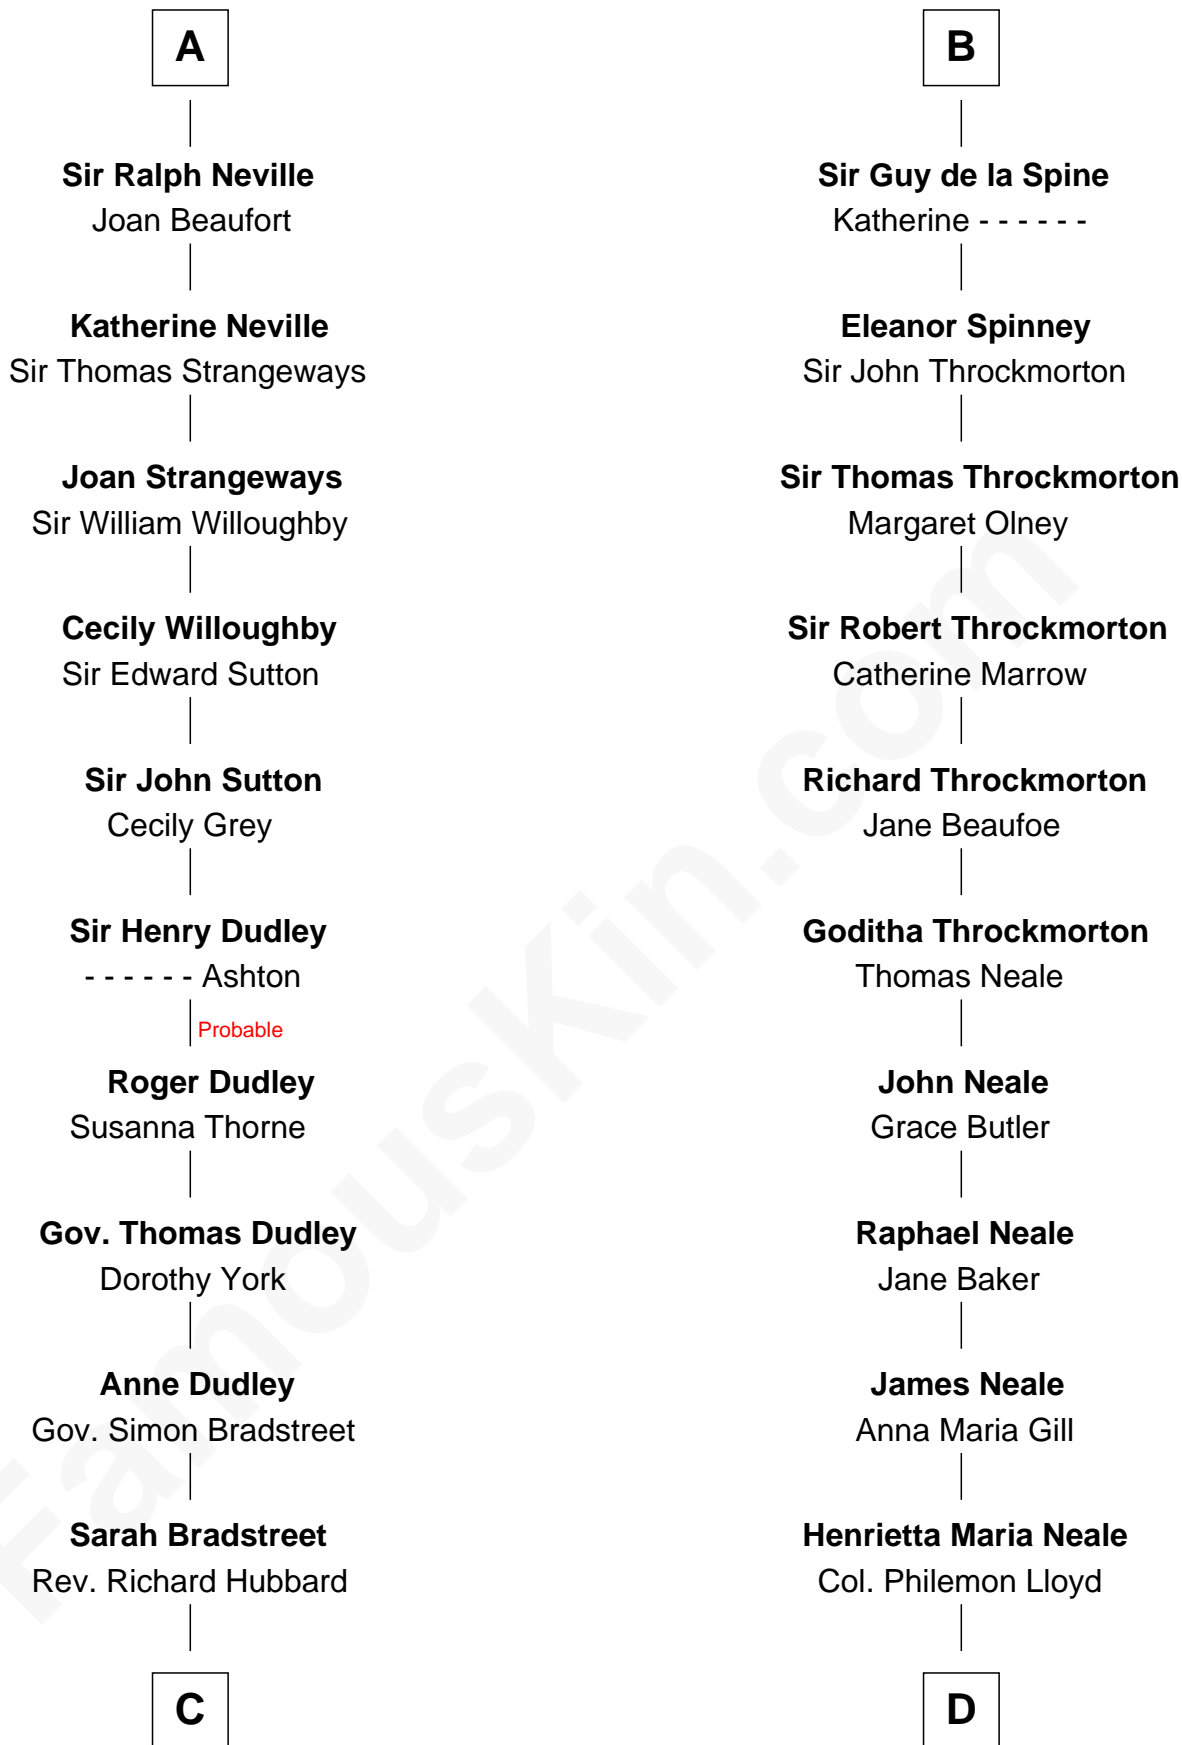 A
Sir Ralph Neville
Joan Beaufort
Katherine Neville
Sir Thomas Strangeways
Joan Strangeways
Sir William Willoughby
Cecily Willoughby
Sir Edward Sutton
Sir John Sutton
Cecily Grey
Sir Henry Dudley
- - - - - - Ashton
Probable
Roger Dudley
Susanna Thorne
Gov. Thomas Dudley
Dorothy York
Anne Dudley
Gov. Simon Bradstreet
Sarah Bradstreet
Rev. Richard Hubbard
C
B
Sir Guy de la Spine
Katherine - - - - - -
Eleanor Spinney
Sir John Throckmorton
Sir Thomas Throckmorton
Margaret Olney
Sir Robert Throckmorton
Catherine Marrow
Richard Throckmorton
Jane Beaufoe
Goditha Throckmorton
Thomas Neale
John Neale
Grace Butler
Raphael Neale
Jane Baker
James Neale
Anna Maria Gill
Henrietta Maria Neale
Col. Philemon Lloyd
D
FamousKin.com